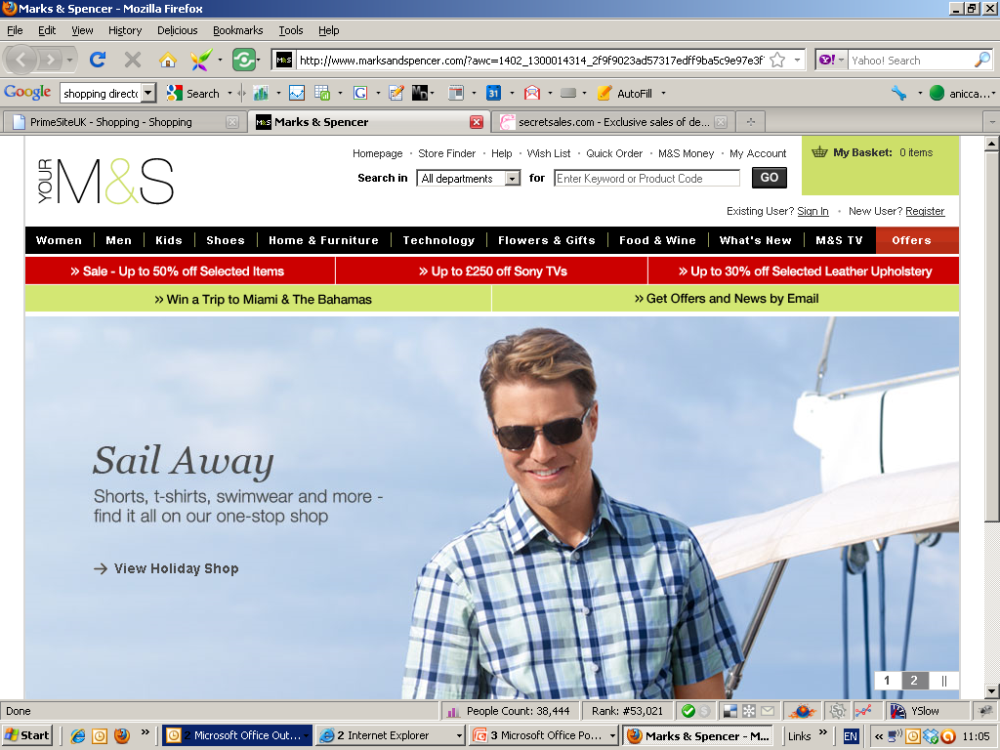 Marks & Spencer - Mozilla Firefox
File Edit View History Delicious Bookmarks Tools Help
M&S http://www.marksandspencer.com/?awc=1402_1300014314_2f9f9023ad57317edff9ba5c9e97e3f Y! Yahoo! Search
Google shopping directo Search AutoFill anicca...
PrimeSiteUK - Shopping - Shopping M&S Marks & Spencer secretsales.com - Exclusive sales of de...
Homepage · Store Finder · Help · Wish List · Quick Order · M&S Money · My Account My Basket: 0 items
YOUR M&S
Search in All departments for Enter Keyword or Product Code GO
Existing User? Sign In · New User? Register
Women Men Kids Shoes Home & Furniture Technology Flowers & Gifts Food & Wine What's New M&S TV Offers
» Sale - Up to 50% off Selected Items » Up to £250 off Sony TVs » Up to 30% off Selected Leather Upholstery
» Win a Trip to Miami & The Bahamas » Get Offers and News by Email
Sail Away
Shorts, t-shirts, swimwear and more -
find it all on our one-stop shop
→ View Holiday Shop
1 2 ||
Done People Count: 38,444 Rank: #53,021 YSlow
Start » 2 Microsoft Office Out... 2 Internet Explorer 3 Microsoft Office Po... Marks & Spencer - M... Links » EN « 11:05